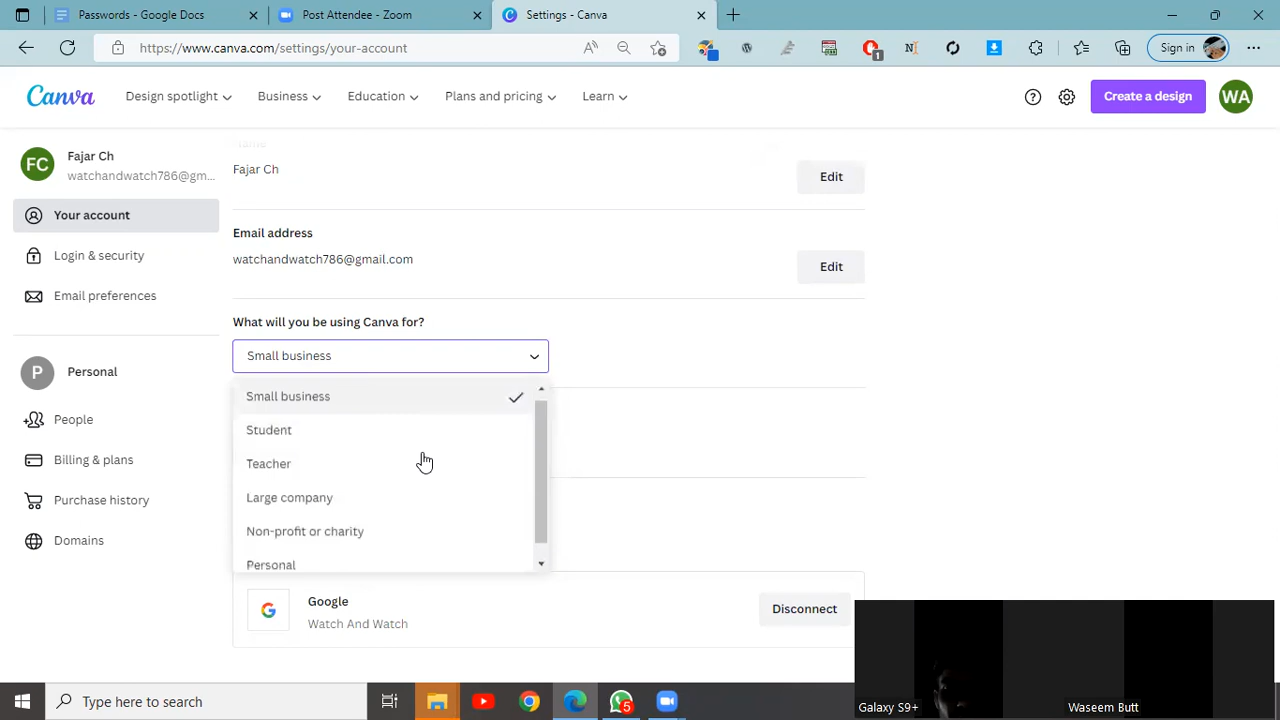 Passwords - Google Docs
Post Attendee - Zoom
Settings - Canva
https://www.canva.com/settings/your-account
Sign in
Canva
Design spotlight
Business
Education
Plans and pricing
Learn
Create a design
WA
FC
Fajar Ch
watchandwatch786@gm...
Your account
Login & security
Email preferences
P
Personal
People
Billing & plans
Purchase history
Domains
Name
Fajar Ch
Edit
Email address
watchandwatch786@gmail.com
Edit
What will you be using Canva for?
Small business
Small business
Student
Teacher
Large company
Non-profit or charity
Personal
Google
Watch And Watch
Disconnect
Galaxy S9+
Waseem Butt
Type here to search
5
1